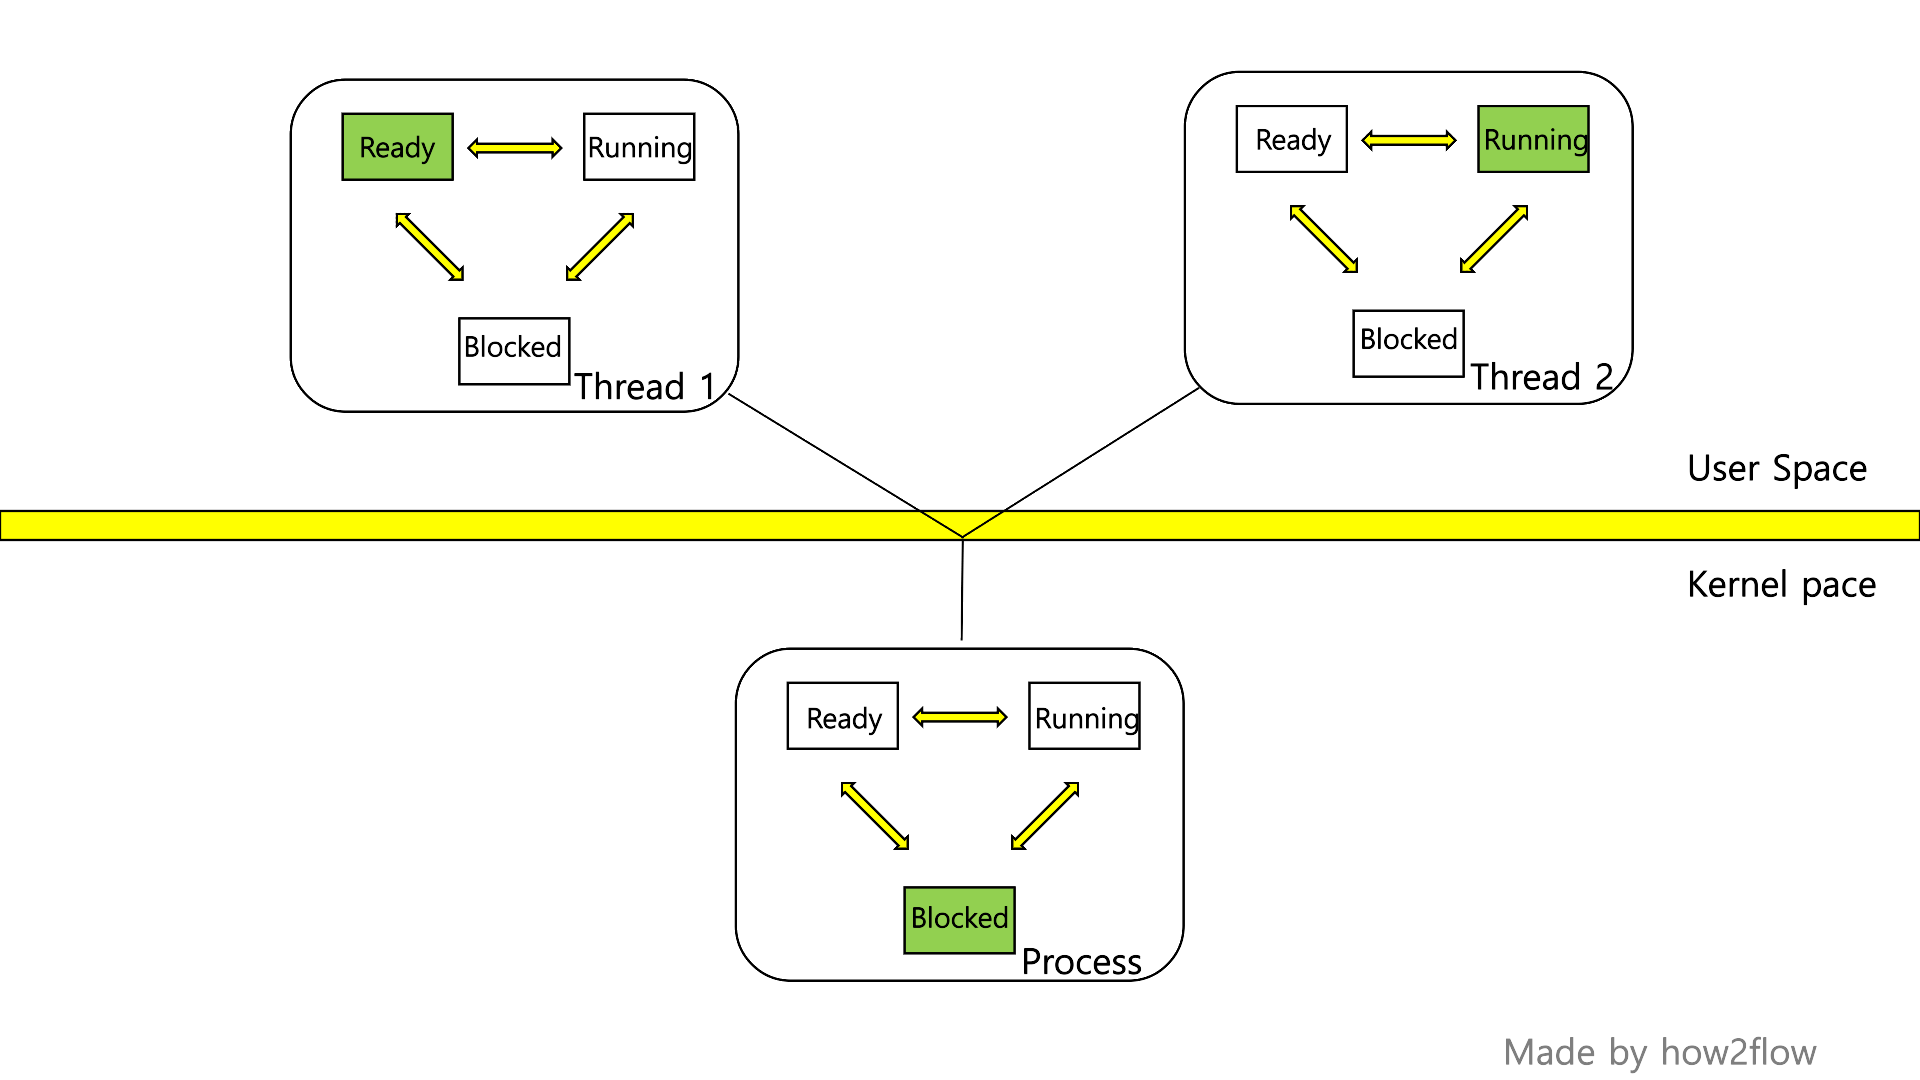 Ready
Running
Blocked
Thread 1
Ready
Running
Blocked
Thread 2
User Space
Kernel pace
Ready
Running
Blocked
Process
Made by how2flow